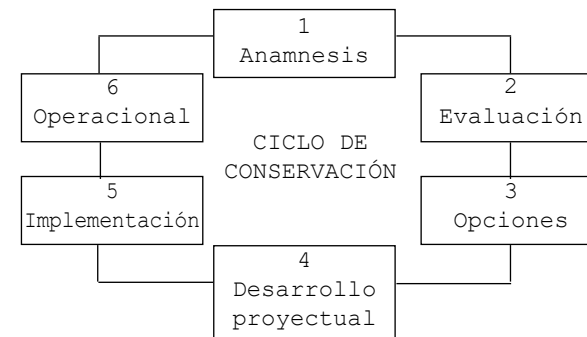 1
Anamnesis
2
Evaluación
3
Opciones
4
Desarrollo
proyectual
5
Implementación
6
Operacional
CICLO DE
CONSERVACIÓN